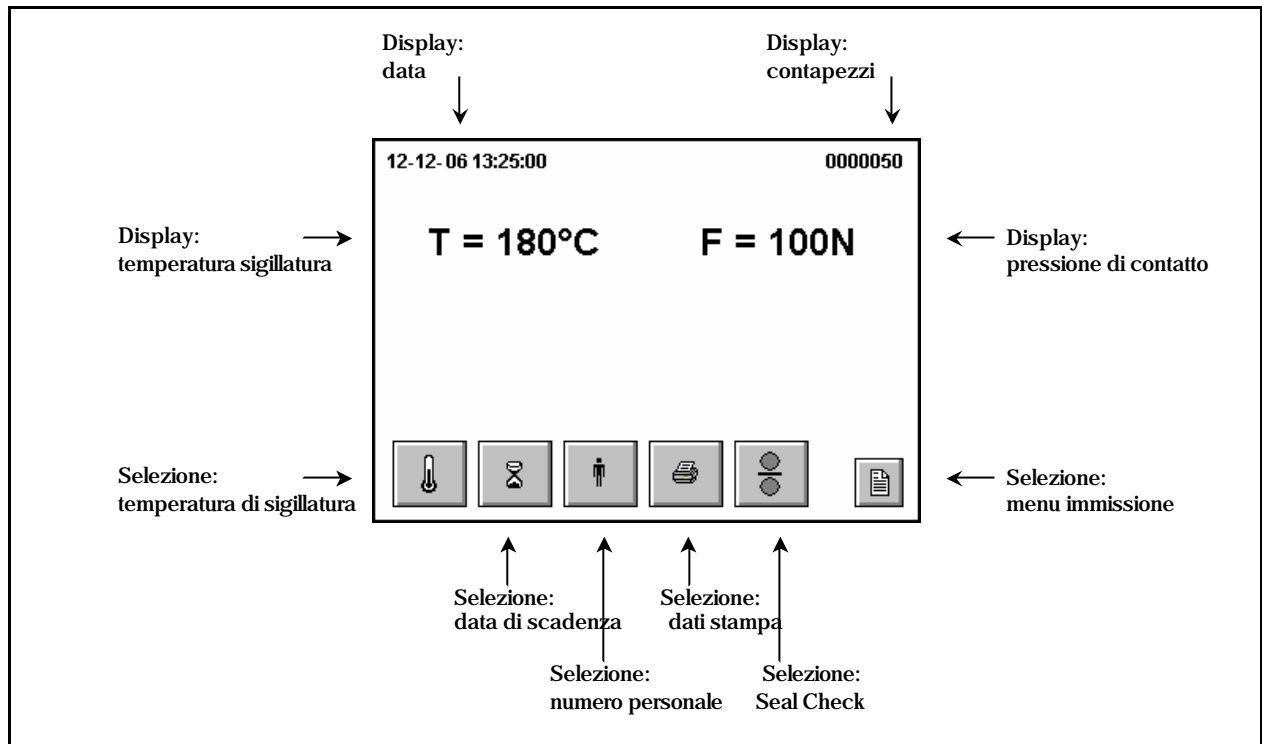 Display:
data
Display:
contapezzi
12-12- 06 13:25:00
0000050
Display:
temperatura sigillatura
T = 180°C
F = 100N
Display:
pressione di contatto
Selezione:
temperatura di sigillatura
Selezione:
menu immissione
Selezione:
data di scadenza
Selezione:
dati stampa
Selezione:
numero personale
Selezione:
Seal Check